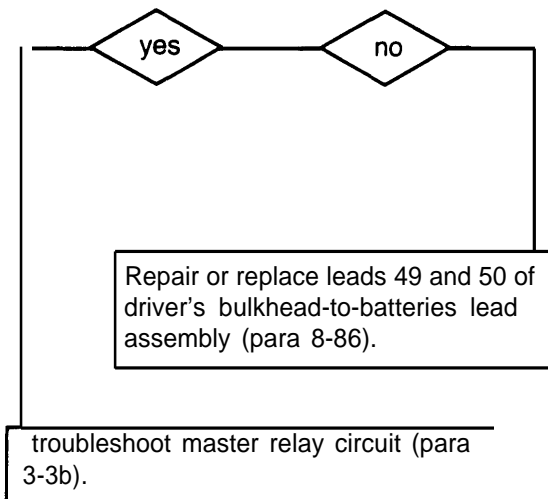 yes
no
Repair or replace leads 49 and 50 of
driver's bulkhead-to-batteries lead
assembly (para 8-86).
troubleshoot master relay circuit (para
3-3b).